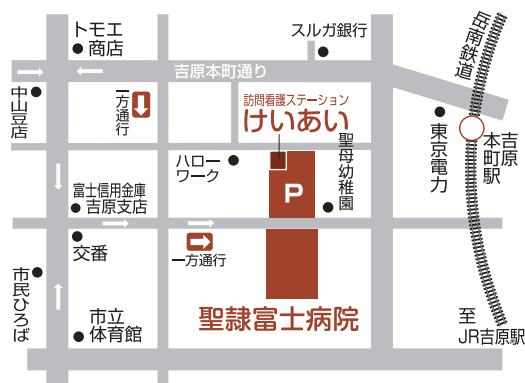 トモエ
商店
スルガ銀行
岳南鉄道
吉原本町通り
中山豆店
一方通行
訪問看護ステーション
けいあい
聖母幼稚園
東京電力
吉原
本町駅
ハロー
ワーク
P
富士信用金庫
吉原支店
交番
一方通行
市民ひろば
市立
体育館
聖隷富士病院
至
JR吉原駅